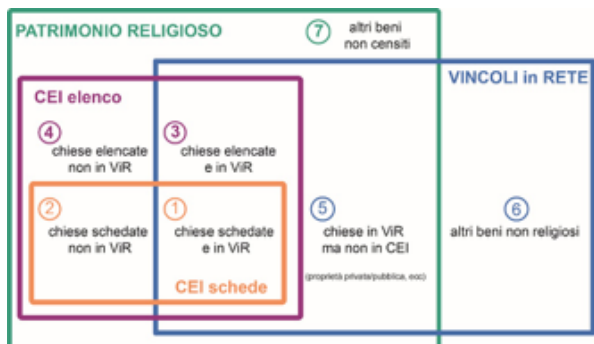 PATRIMONIO RELIGIOSO
7 altri beni
non censiti
VINCOLI in RETE
CEI elenco
4
chiese elencate
non in ViR
3
chiese elencate
e in ViR
2
chiese schedate
non in ViR
1
chiese schedate
e in ViR
CEI schede
5
chiese in ViR
ma non in CEI
(proprietà privata/pubblica, ecc)
6
altri beni non religiosi